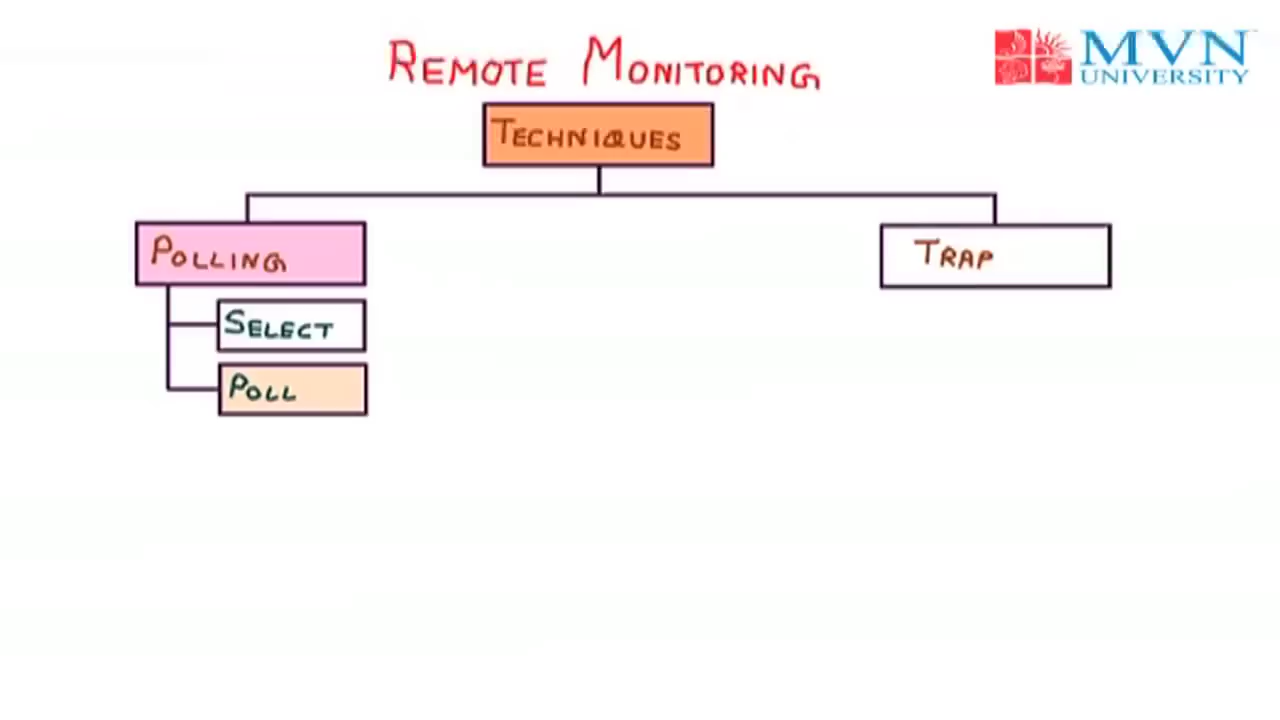 REMOTE MONITORING
MVN
UNIVERSITY
TECHNIQUES
POLLING
TRAP
SELECT
POLL